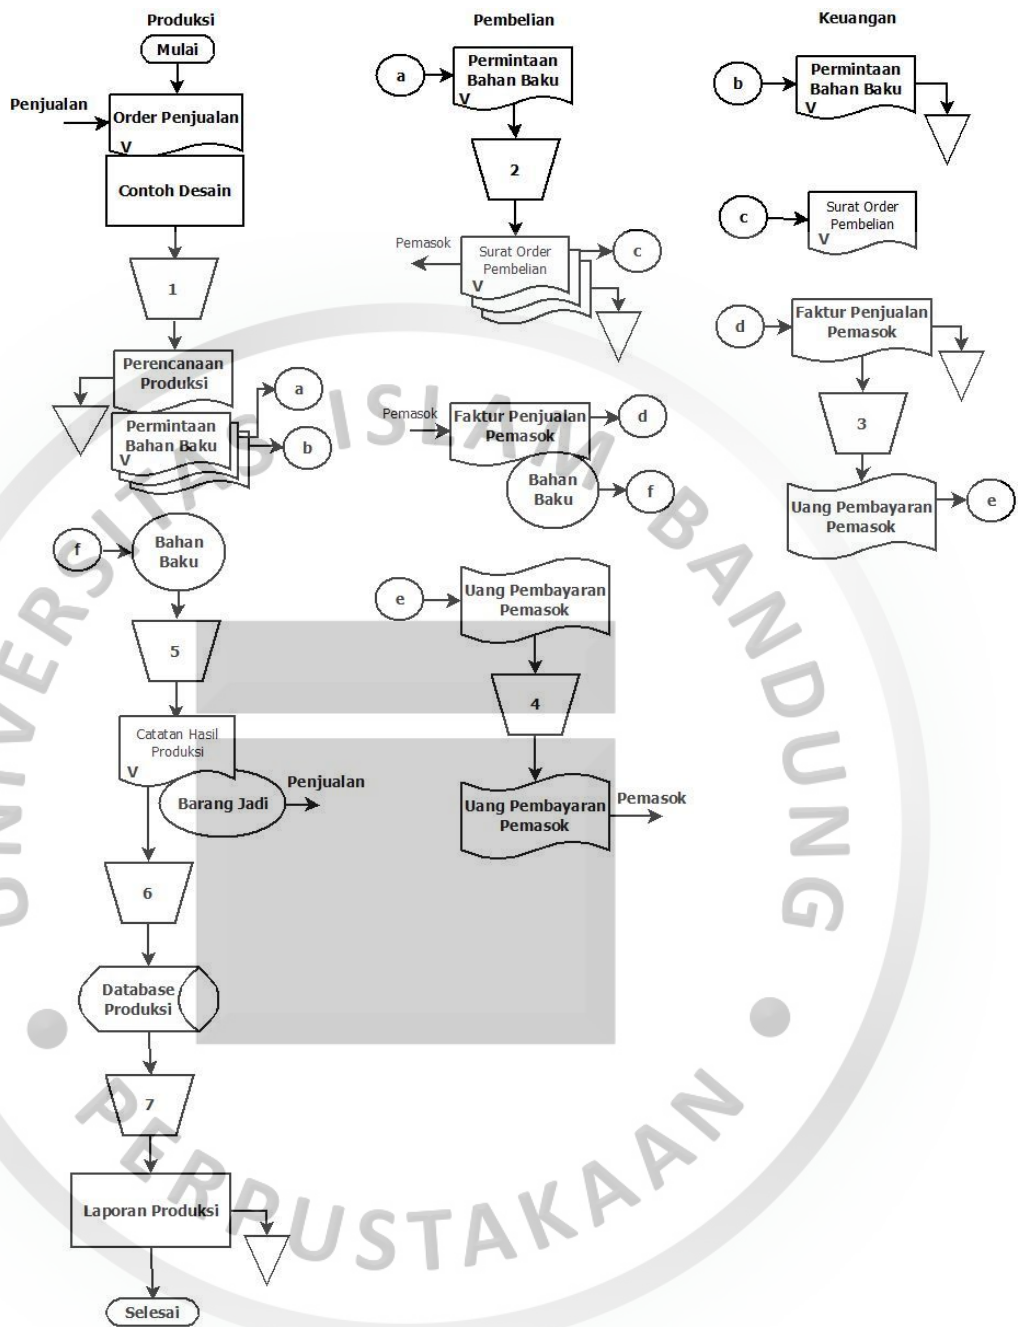 Produksi
Mulai
Penjualan
Order Penjualan
V
Contoh Desain
1
Perencanaan
Produksi
a
Permintaan
Bahan Baku
V
b
f
Bahan
Baku
5
Catatan Hasil
Produksi
V
Barang Jadi
Penjualan
6
Database
Produksi
7
Laporan Produksi
Selesai
Pembelian
a
Permintaan
Bahan Baku
V
2
Pemasok
Surat Order
Pembelian
V
c
Pemasok
Faktur Penjualan
Pemasok
d
Bahan
Baku
f
e
Uang Pembayaran
Pemasok
4
Uang Pembayaran
Pemasok
Pemasok
Keuangan
b
Permintaan
Bahan Baku
V
c
Surat Order
Pembelian
V
d
Faktur Penjualan
Pemasok
3
Uang Pembayaran
Pemasok
e
UNIVERSITAS ISLAM BANDUNG
PERPUSTAKAAN